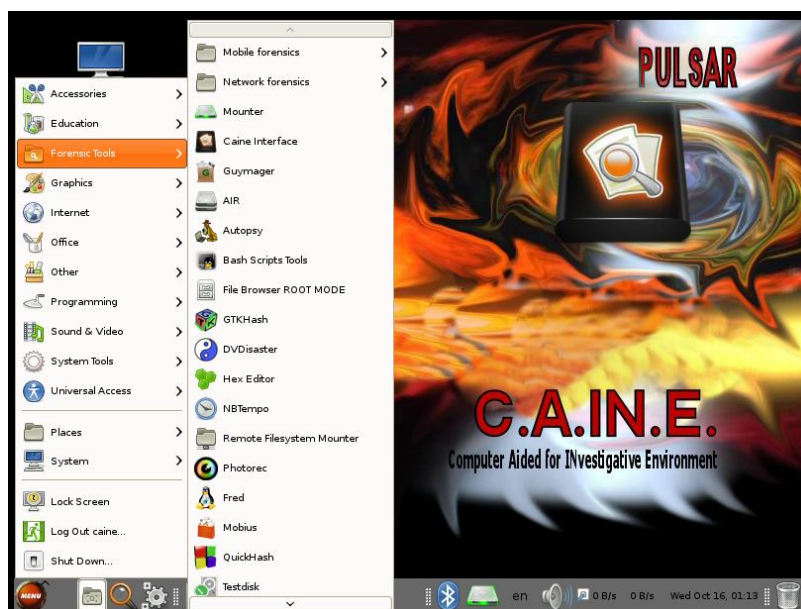 Accessories
Education
Forensic Tools
Graphics
Internet
Office
Other
Programming
Sound & Video
System Tools
Universal Access
Places
System
Lock Screen
Log Out caine...
Shut Down...
Mobile forensics
Network forensics
Mounter
Caine Interface
Guymager
AIR
Autopsy
Bash Scripts Tools
File Browser ROOT MODE
GTKHash
DVDisaster
Hex Editor
NBTempo
Remote Filesystem Mounter
Photorec
Fred
Mobius
QuickHash
Testdisk
PULSAR
C.A.IN.E.
Computer Aided for INvestigative Environment
MENU
en 0 B/s 0 B/s Wed Oct 16, 01:13